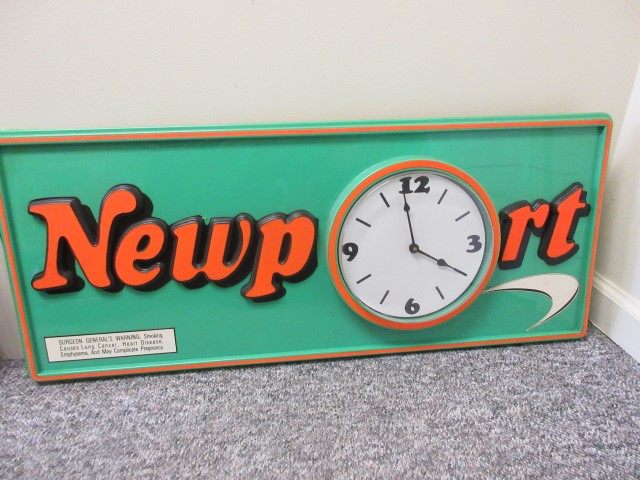 Newport
12
9
3
6
SURGEON GENERAL'S WARNING: Smoking
Causes Lung Cancer, Heart Disease,
Emphysema, And May Complicate Pregnancy.